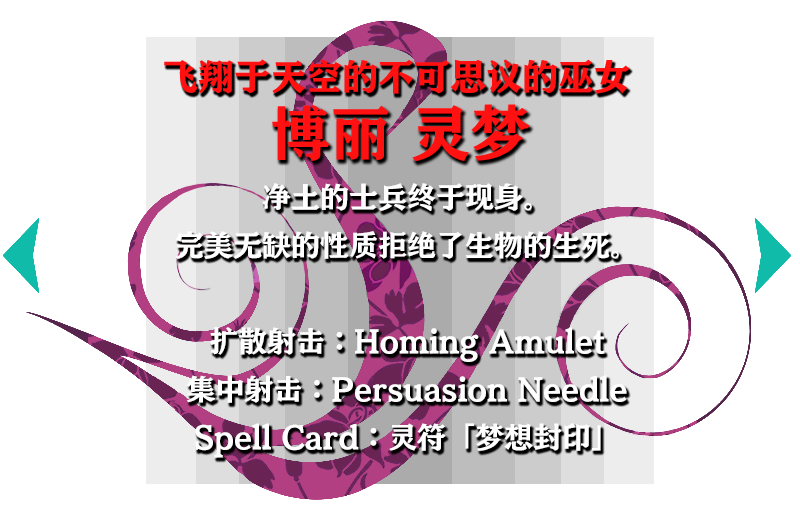 飞翔于天空的不可思议的巫女
博丽 灵梦
净土的士兵终于现身。
完美无缺的性质拒绝了生物的生死。
扩散射击：Homing Amulet
集中射击：Persuasion Needle
Spell Card：灵符「梦想封印」